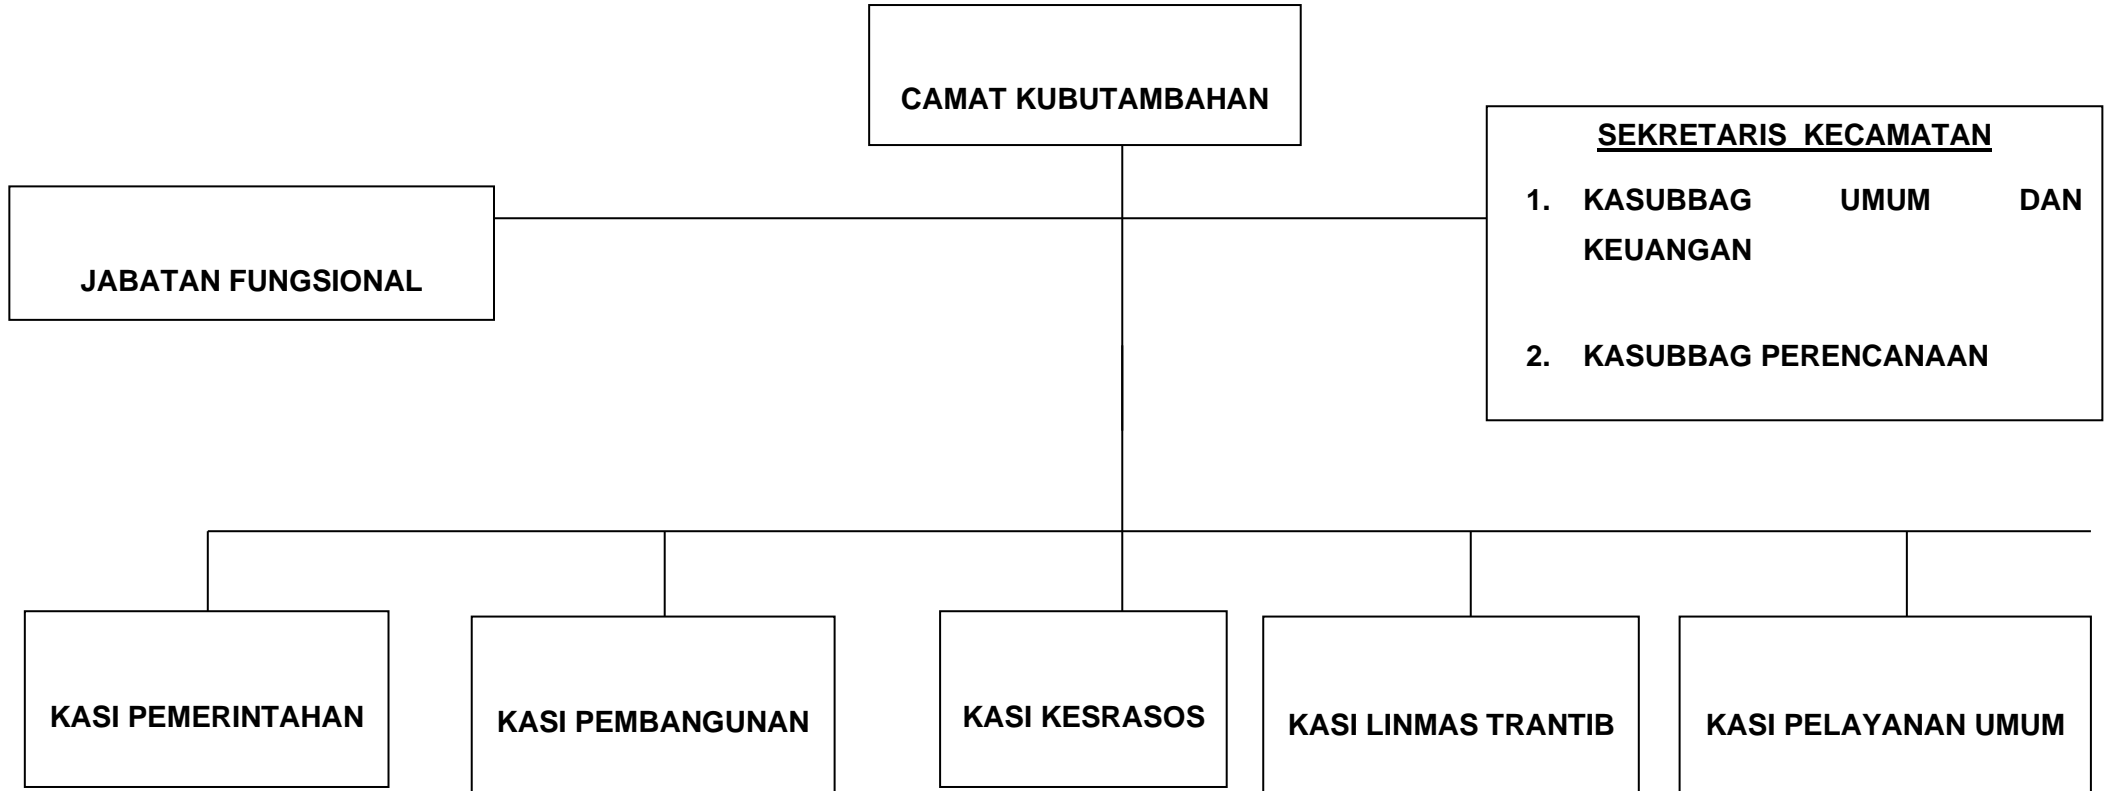 CAMAT KUBUTAMBAHAN
SEKRETARIS KECAMATAN
1. KASUBBAG UMUM DAN
KEUANGAN
2. KASUBBAG PERENCANAAN
JABATAN FUNGSIONAL
KASI PEMERINTAHAN
KASI PEMBANGUNAN
KASI KESRASOS
KASI LINMAS TRANTIB
KASI PELAYANAN UMUM